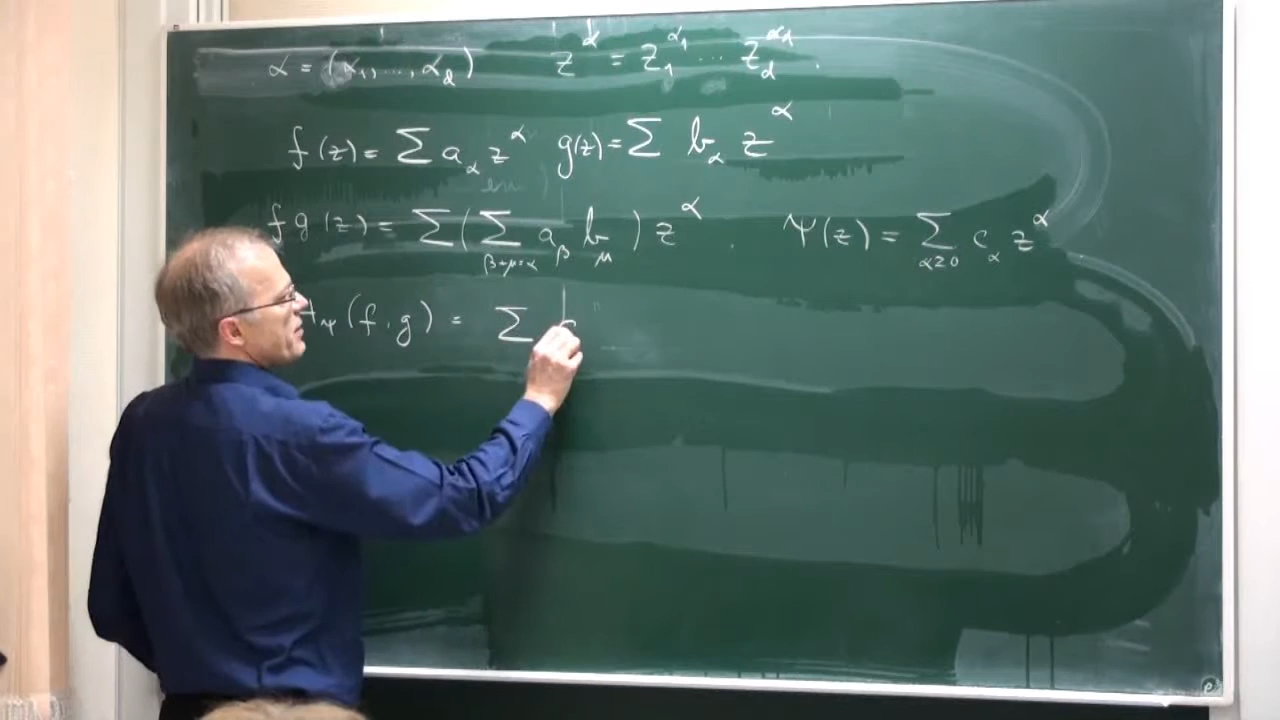 α = (α₁, ..., α_d) z^α = z₁^α₁ ... z_d^α_d .
f(z) = Σ a_α z^α g(z) = Σ b_α z^α
fg(z) = Σ ( Σ_{β+μ=α} a_β b_μ ) z^α . Ψ(z) = Σ_{α≥0} c_α z^α
H_Ψ(f, g) = Σ